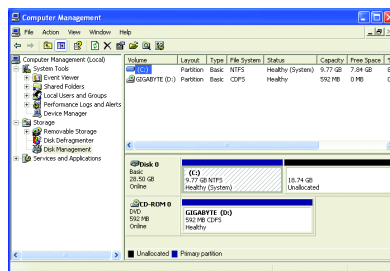 Computer Management
File Action View Window Help
Computer Management (Local)
System Tools
Event Viewer
Shared Folders
Local Users and Groups
Performance Logs and Alerts
Device Manager
Storage
Removable Storage
Disk Defragmenter
Disk Management
Services and Applications
Volume Layout Type File System Status Capacity Free Space
(C:) Partition Basic NTFS Healthy (System) 9.77 GB 7.84 GB
GIGABYTE (D:) Partition Basic CDFS Healthy 592 MB 0 MB
Disk 0
Basic
28.50 GB
Online
(C:)
9.77 GB NTFS
Healthy (System)
18.74 GB
Unallocated
CD-ROM 0
DVD
592 MB
Online
GIGABYTE (D:)
592 MB CDFS
Healthy
Unallocated Primary partition